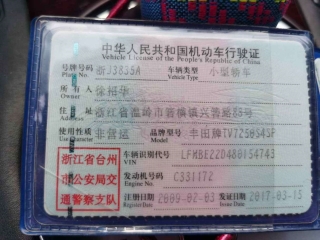 中华人民共和国机动车行驶证
Vehicle License of the People's Republic of China
号牌号码 浙J3835A 车辆类型 小型轿车
Plate No. Vehicle Type
所有人 徐裕华
Owner
住址 浙江省温岭市
Address
使用性质 非营运 品牌型号 丰田牌TV7250S4SP
Use Character Model
浙江省台州
市公安局交
通警察支队
车辆识别代号 LFMBE22D480154743
VIN
发动机号码 C331172
Engine No.
注册日期 2009-02-03 发证日期 2017-03-15
Register Date Issue Date